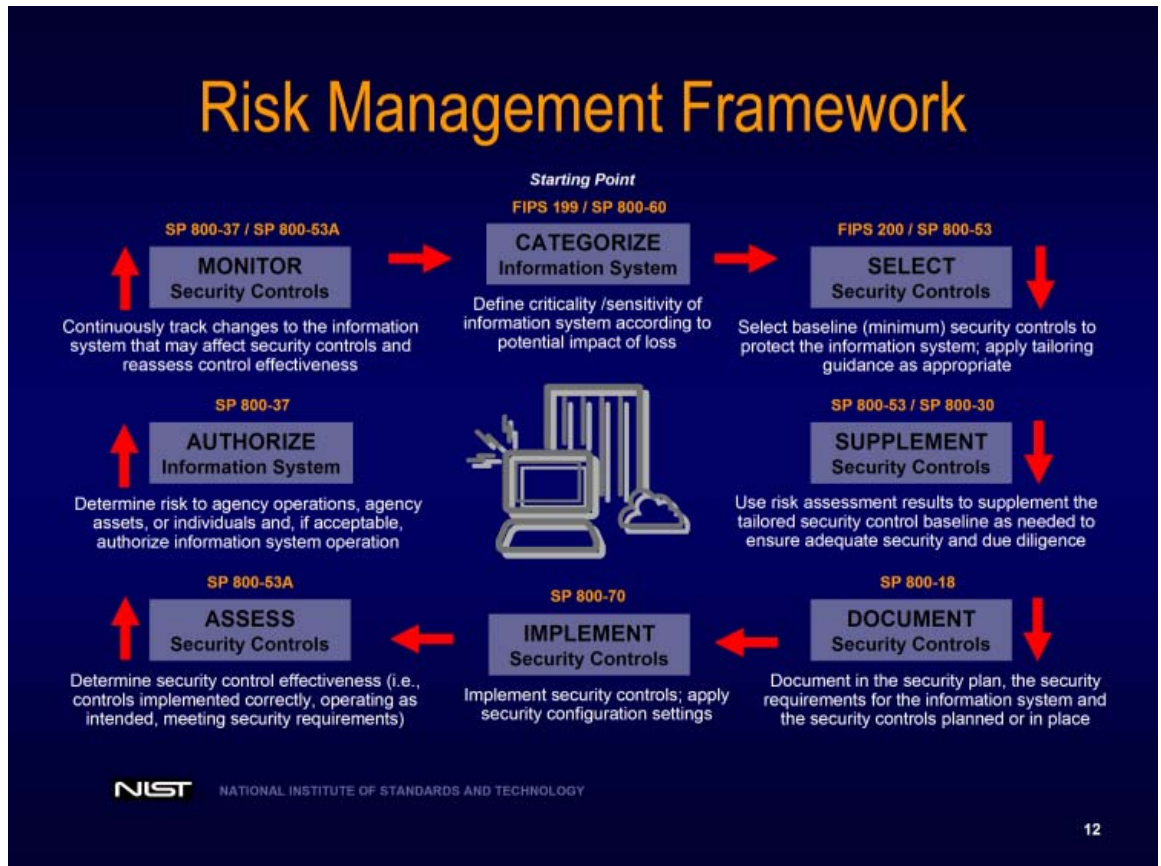 Risk Management Framework
Starting Point
FIPS 199 / SP 800-60
CATEGORIZE
Information System
Define criticality /sensitivity of
information system according to
potential impact of loss
FIPS 200 / SP 800-53
SELECT
Security Controls
Select baseline (minimum) security controls to
protect the information system; apply tailoring
guidance as appropriate
SP 800-53 / SP 800-30
SUPPLEMENT
Security Controls
Use risk assessment results to supplement the
tailored security control baseline as needed to
ensure adequate security and due diligence
SP 800-18
DOCUMENT
Security Controls
Document in the security plan, the security
requirements for the information system and
the security controls planned or in place
SP 800-70
IMPLEMENT
Security Controls
Implement security controls; apply
security configuration settings
SP 800-53A
ASSESS
Security Controls
Determine security control effectiveness (i.e.,
controls implemented correctly, operating as
intended, meeting security requirements)
SP 800-37
AUTHORIZE
Information System
Determine risk to agency operations, agency
assets, or individuals and, if acceptable,
authorize information system operation
SP 800-37 / SP 800-53A
MONITOR
Security Controls
Continuously track changes to the information
system that may affect security controls and
reassess control effectiveness
NIST
NATIONAL INSTITUTE OF STANDARDS AND TECHNOLOGY
12